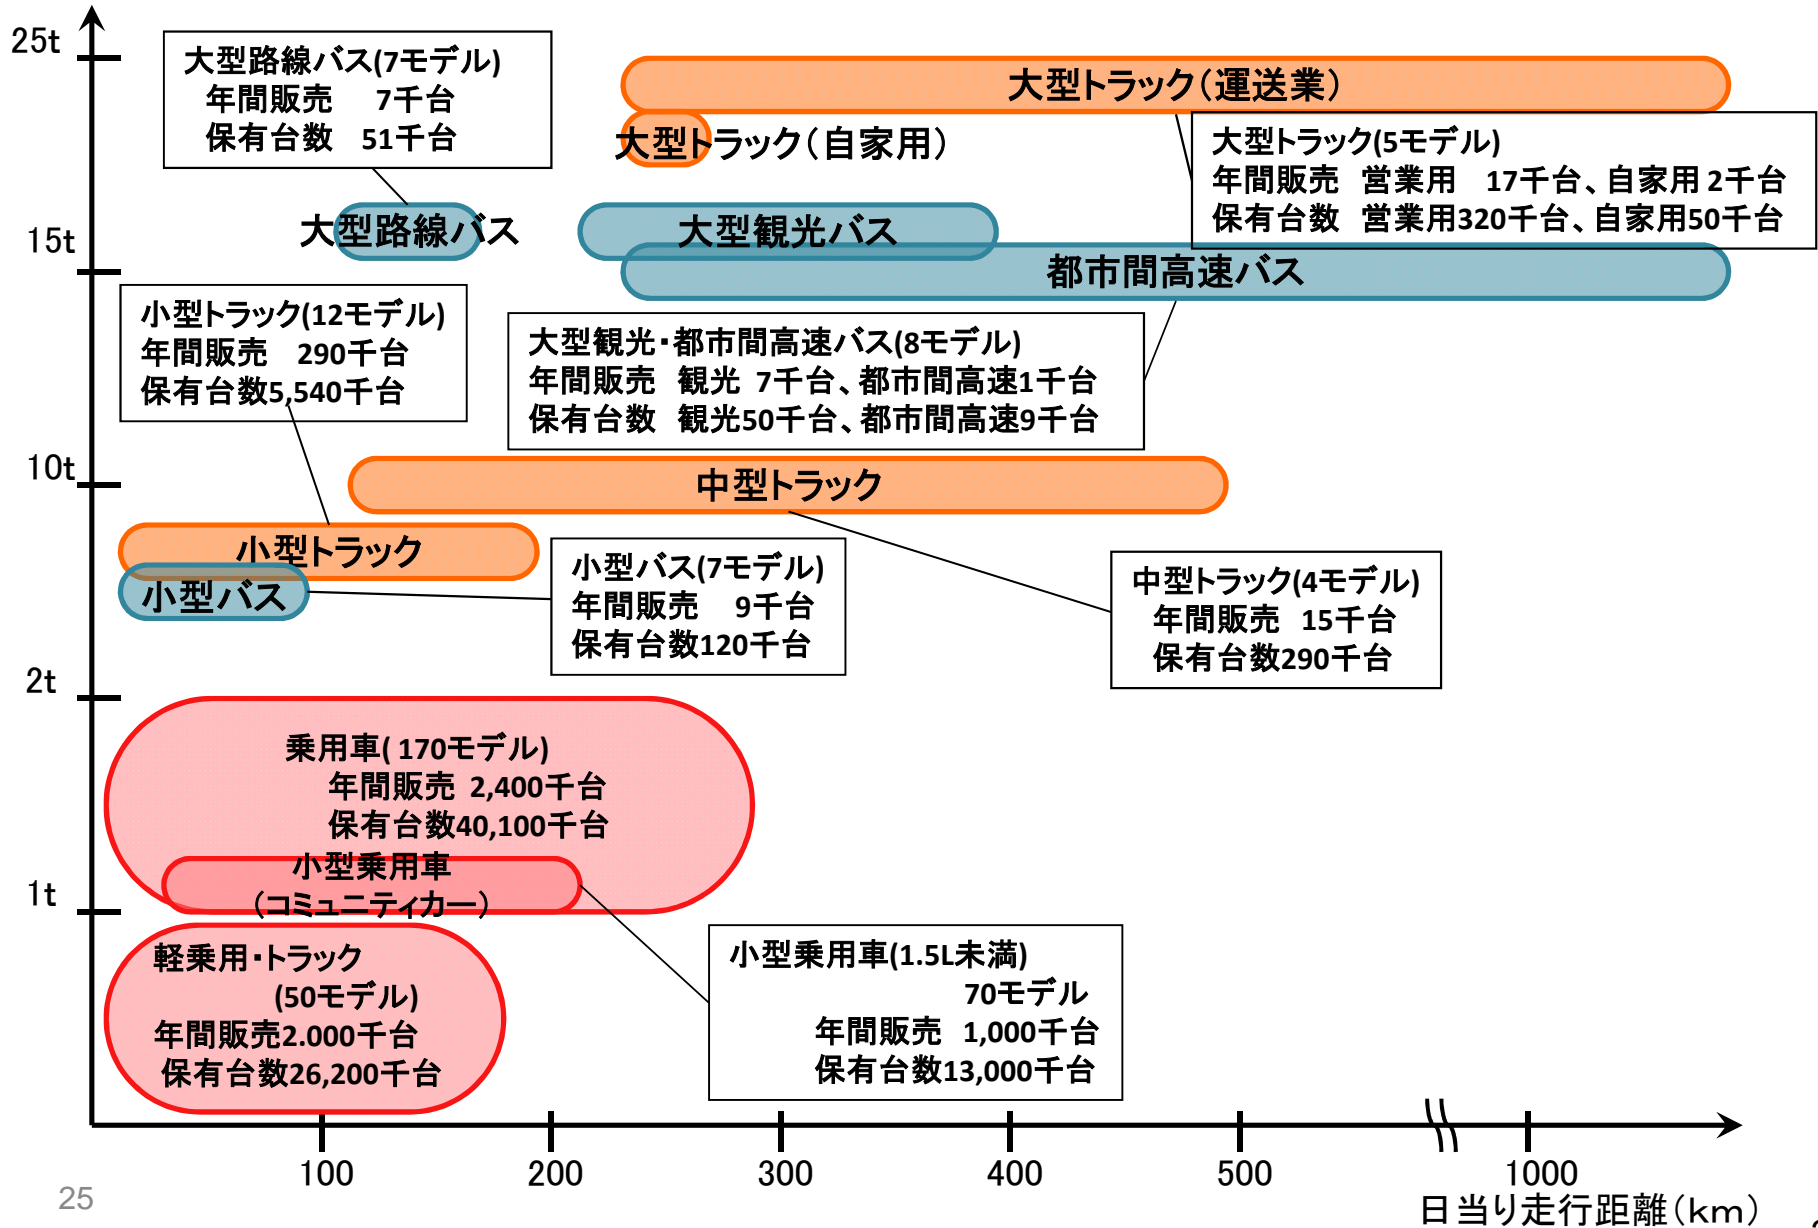 25t
15t
10t
2t
1t
大型路線バス(7モデル)
年間販売 7千台
保有台数 51千台
大型トラック(運送業)
大型トラック(自家用)
大型トラック(5モデル)
年間販売 営業用 17千台、自家用 2千台
保有台数 営業用320千台、自家用50千台
大型路線バス
大型観光バス
都市間高速バス
小型トラック(12モデル)
年間販売 290千台
保有台数5,540千台
大型観光・都市間高速バス(8モデル)
年間販売 観光 7千台、都市間高速1千台
保有台数 観光50千台、都市間高速9千台
中型トラック
小型トラック
小型バス
小型バス(7モデル)
年間販売 9千台
保有台数120千台
中型トラック(4モデル)
年間販売 15千台
保有台数290千台
乗用車( 170モデル)
年間販売 2,400千台
保有台数40,100千台
小型乗用車
(コミュニティカー)
軽乗用・トラック
(50モデル)
年間販売2.000千台
保有台数26,200千台
小型乗用車(1.5L未満)
70モデル
年間販売 1,000千台
保有台数13,000千台
100 200 300 400 500 1000
日当り走行距離(km)
25